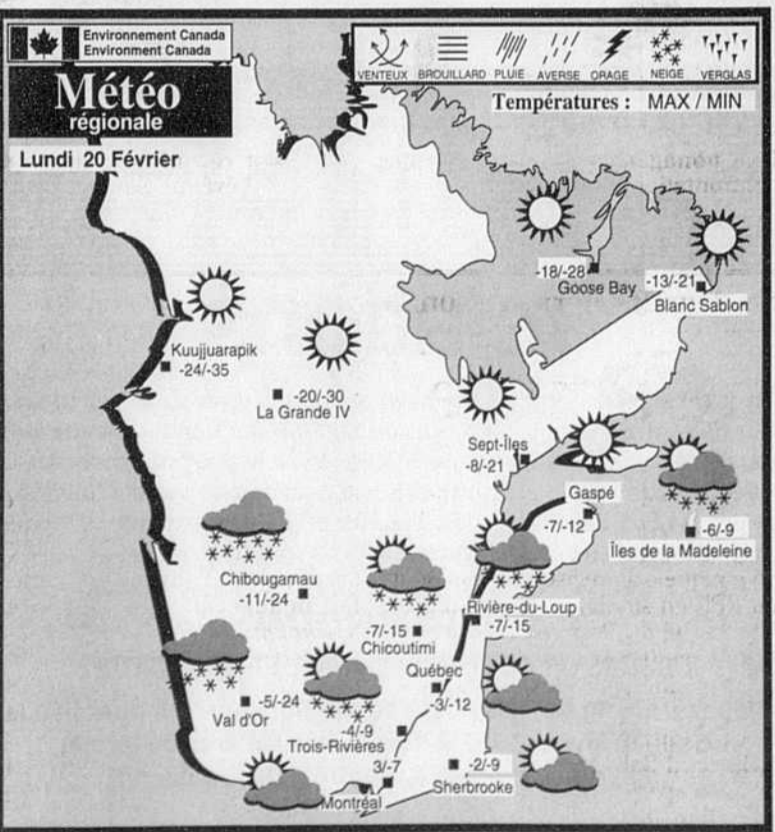 Environnement Canada
Environment Canada
Météo
régionale
Lundi 20 Février
VENTEUX BROUILLARD PLUIE AVERSE ORAGE NEIGE VERGLAS
Températures : MAX / MIN
-18/-28
Goose Bay
-13/-21
Blanc Sablon
Kuujjuarapik
-24/-35
-20/-30
La Grande IV
Sept-Îles
-8/-21
Gaspé
-7/-12
-6/-9
Îles de la Madeleine
Chibougamau
-11/-24
Rivière-du-Loup
-7/-15
-7/-15
Chicoutimi
Québec
-3/-12
-5/-24
Val d'Or
-4/-9
Trois-Rivières
3/-7
Montréal
-2/-9
Sherbrooke